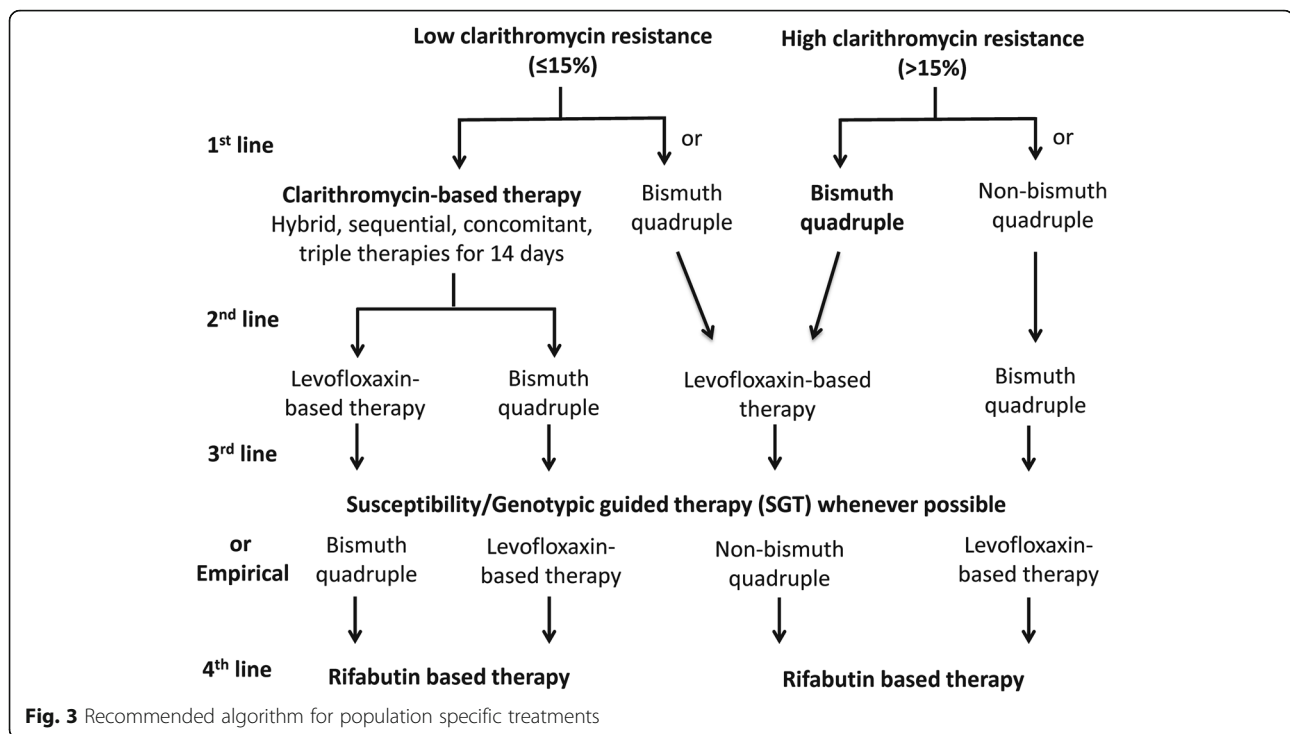 Low clarithromycin resistance
(≤15%)
High clarithromycin resistance
(>15%)
1st line
or
or
Clarithromycin-based therapy
Hybrid, sequential, concomitant,
triple therapies for 14 days
Bismuth
quadruple
Bismuth
quadruple
Non-bismuth
quadruple
2nd line
Levofloxaxin-
based therapy
Bismuth
quadruple
Levofloxaxin-based
therapy
Bismuth
quadruple
3rd line
Susceptibility/Genotypic guided therapy (SGT) whenever possible
or
Empirical
Bismuth
quadruple
Levofloxaxin-
based therapy
Non-bismuth
quadruple
Levofloxaxin-
based therapy
4th line
Rifabutin based therapy
Rifabutin based therapy
Fig. 3 Recommended algorithm for population specific treatments